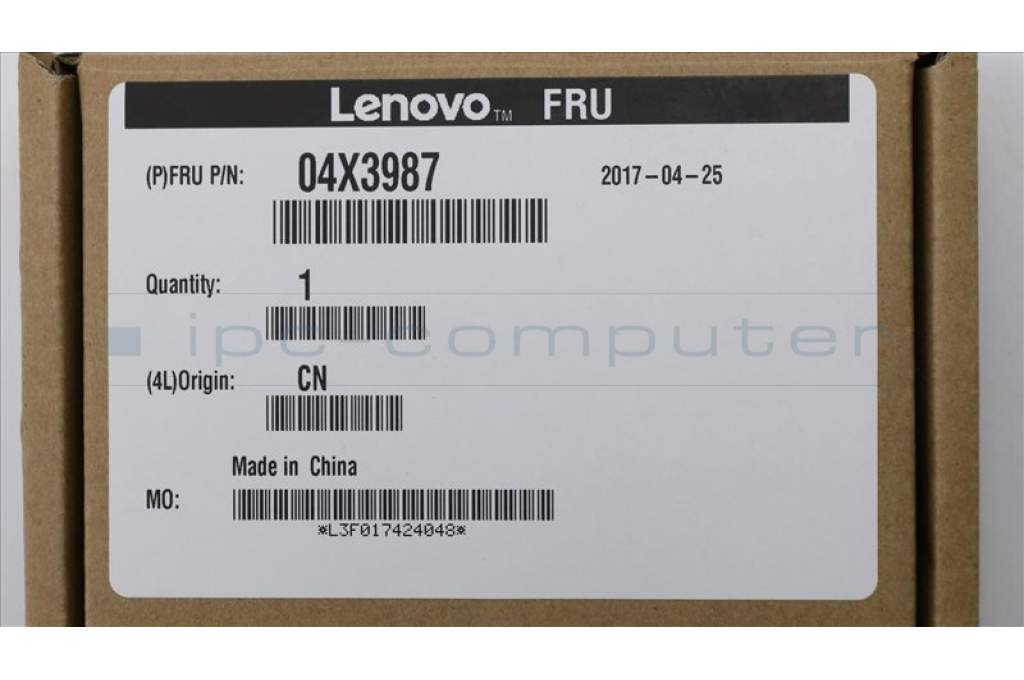 Lenovo™ FRU
(P)FRU P/N: 04X3987 2017-04-25
Quantity: 1
ipc-computer
(4L)Origin: CN
Made in China
MO:
*L3F017424048*